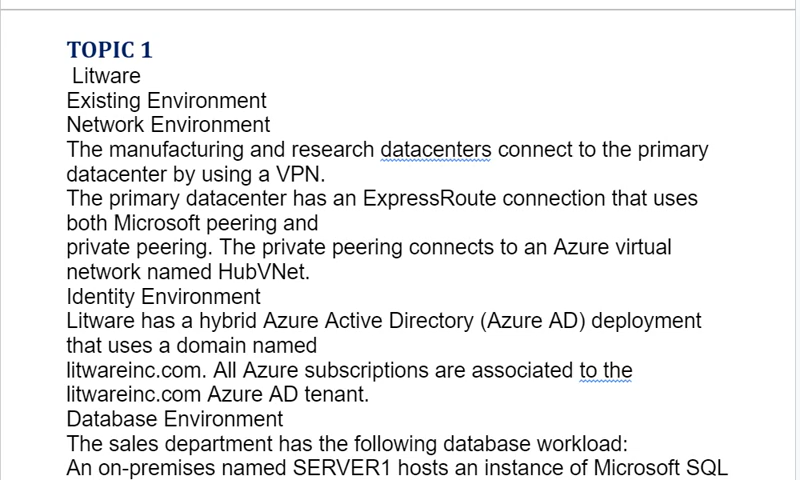 TOPIC 1
Litware
Existing Environment
Network Environment
The manufacturing and research datacenters connect to the primary
datacenter by using a VPN.
The primary datacenter has an ExpressRoute connection that uses
both Microsoft peering and
private peering. The private peering connects to an Azure virtual
network named HubVNet.
Identity Environment
Litware has a hybrid Azure Active Directory (Azure AD) deployment
that uses a domain named
litwareinc.com. All Azure subscriptions are associated to the
litwareinc.com Azure AD tenant.
Database Environment
The sales department has the following database workload:
An on-premises named SERVER1 hosts an instance of Microsoft SQL